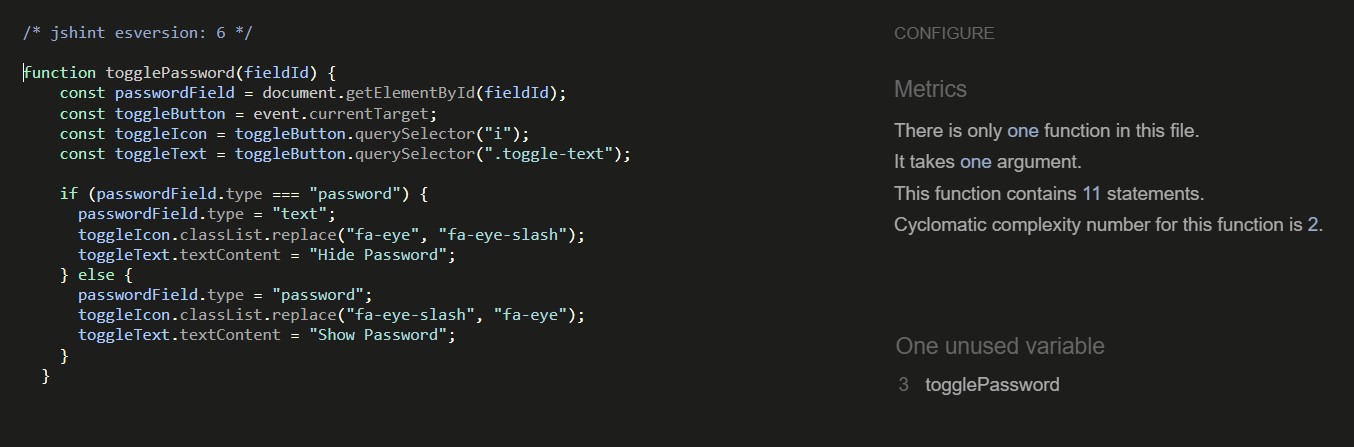 /* jshint esversion: 6 */
function togglePassword(fieldId) {
    const passwordField = document.getElementById(fieldId);
    const toggleButton = event.currentTarget;
    const toggleIcon = toggleButton.querySelector("i");
    const toggleText = toggleButton.querySelector(".toggle-text");
    if (passwordField.type === "password") {
      passwordField.type = "text";
      toggleIcon.classList.replace("fa-eye", "fa-eye-slash");
      toggleText.textContent = "Hide Password";
    } else {
      passwordField.type = "password";
      toggleIcon.classList.replace("fa-eye-slash", "fa-eye");
      toggleText.textContent = "Show Password";
    }
  }
CONFIGURE
Metrics
There is only one function in this file.
It takes one argument.
This function contains 11 statements.
Cyclomatic complexity number for this function is 2.
One unused variable
3 togglePassword